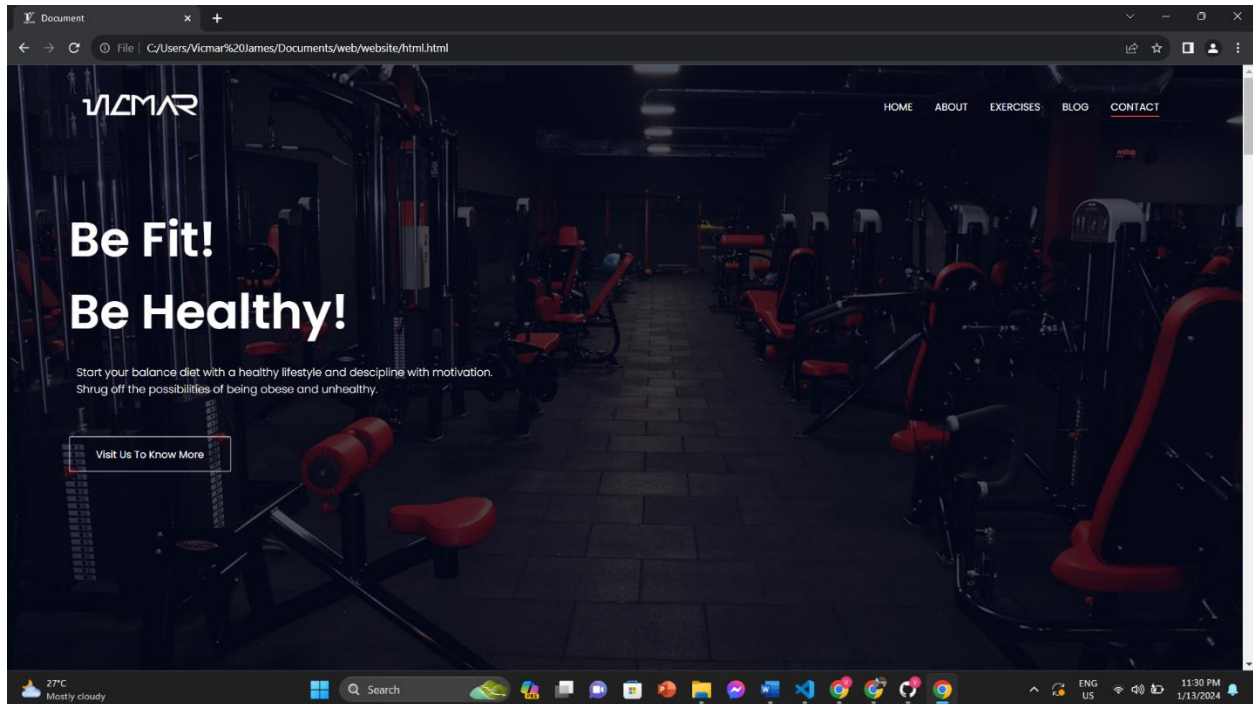 Document
File
C:/Users/Vicmar%20James/Documents/web/website/html.html
VICMAR
HOME ABOUT EXERCISES BLOG CONTACT
Be Fit!
Be Healthy!
Start your balance diet with a healthy lifestyle and descipline with motivation.
Shrug off the possibilities of being obese and unhealthy.
Visit Us To Know More
27°C
Mostly cloudy
Search
PRE
ENG
US
11:30 PM
1/13/2024